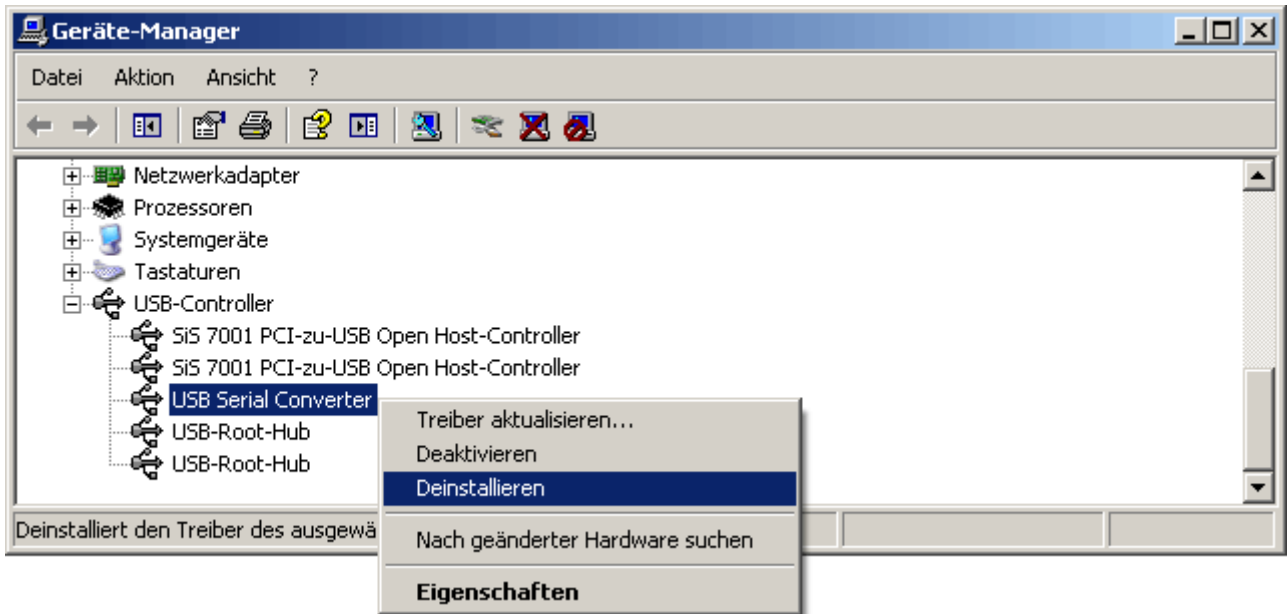 Geräte-Manager
Datei Aktion Ansicht ?
Netzwerkadapter
Prozessoren
Systemgeräte
Tastaturen
USB-Controller
SiS 7001 PCI-zu-USB Open Host-Controller
SiS 7001 PCI-zu-USB Open Host-Controller
USB Serial Converter
USB-Root-Hub
USB-Root-Hub
Treiber aktualisieren...
Deaktivieren
Deinstallieren
Nach geänderter Hardware suchen
Eigenschaften
Deinstalliert den Treiber des ausgewä